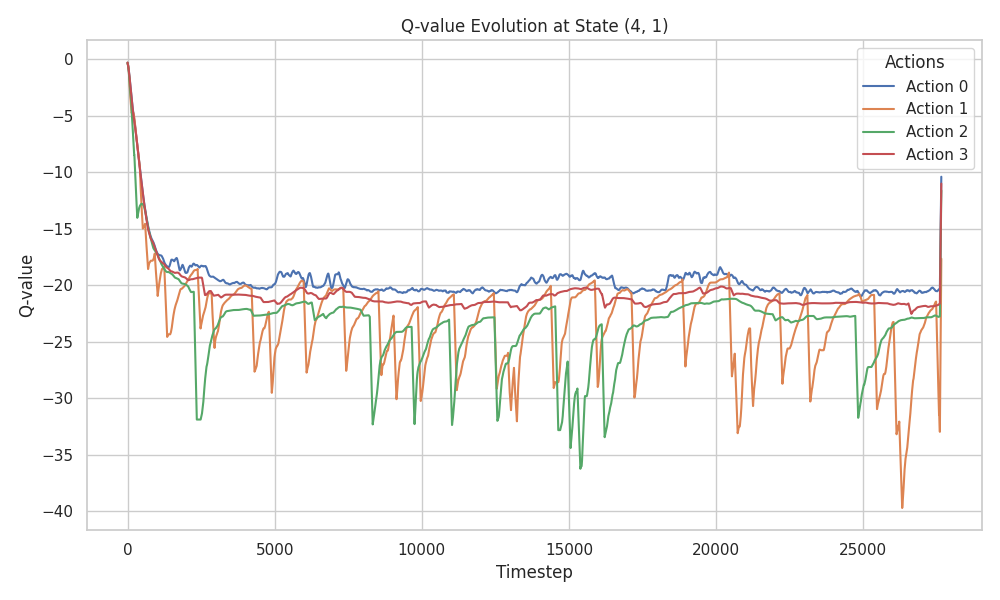 Q-value Evolution at State (4, 1)
Actions
Action 0
Action 1
Action 2
Action 3
Q-value
0
−5
−10
−15
−20
−25
−30
−35
−40
0 5000 10000 15000 20000 25000
Timestep